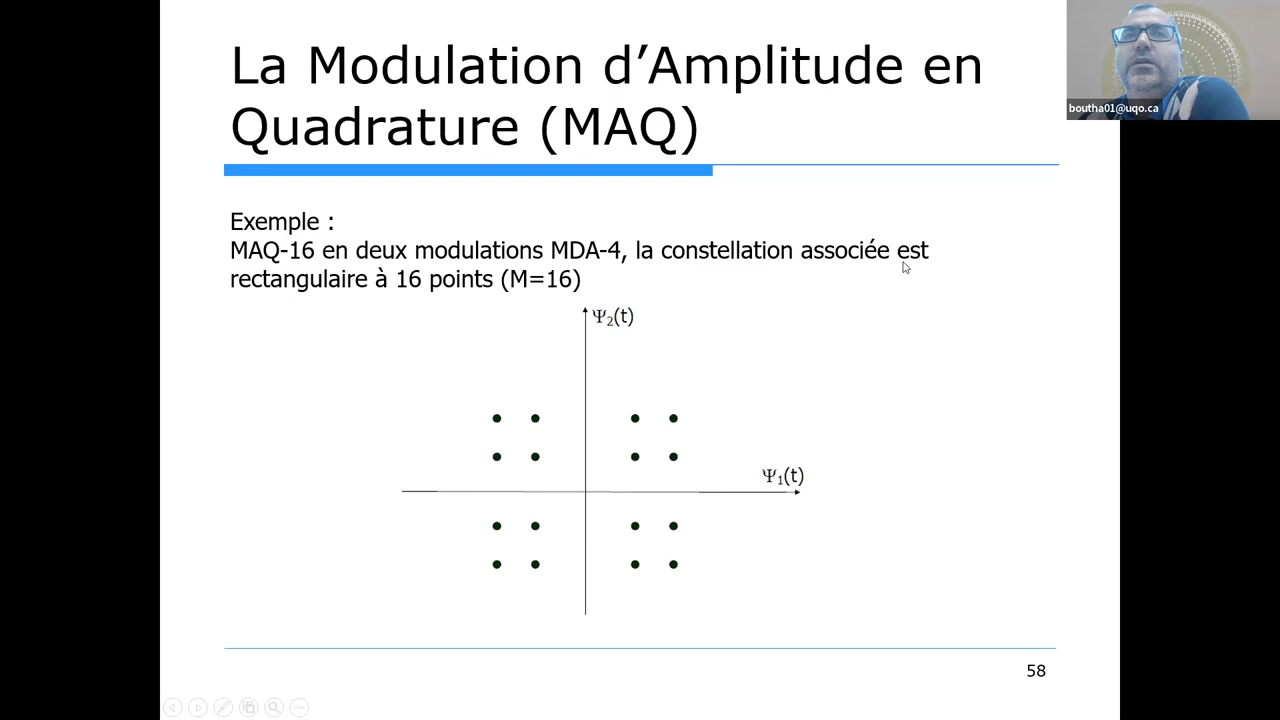 La Modulation d’Amplitude en
Quadrature (MAQ)
boutha01@uqo.ca
Exemple :
MAQ-16 en deux modulations MDA-4, la constellation associée est
rectangulaire à 16 points (M=16)
Ψ2(t)
Ψ1(t)
58